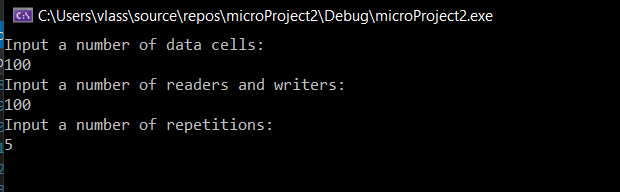 C:\Users\vlass\source\repos\microProject2\Debug\microProject2.exe
Input a number of data cells:
100
Input a number of readers and writers:
100
Input a number of repetitions:
5